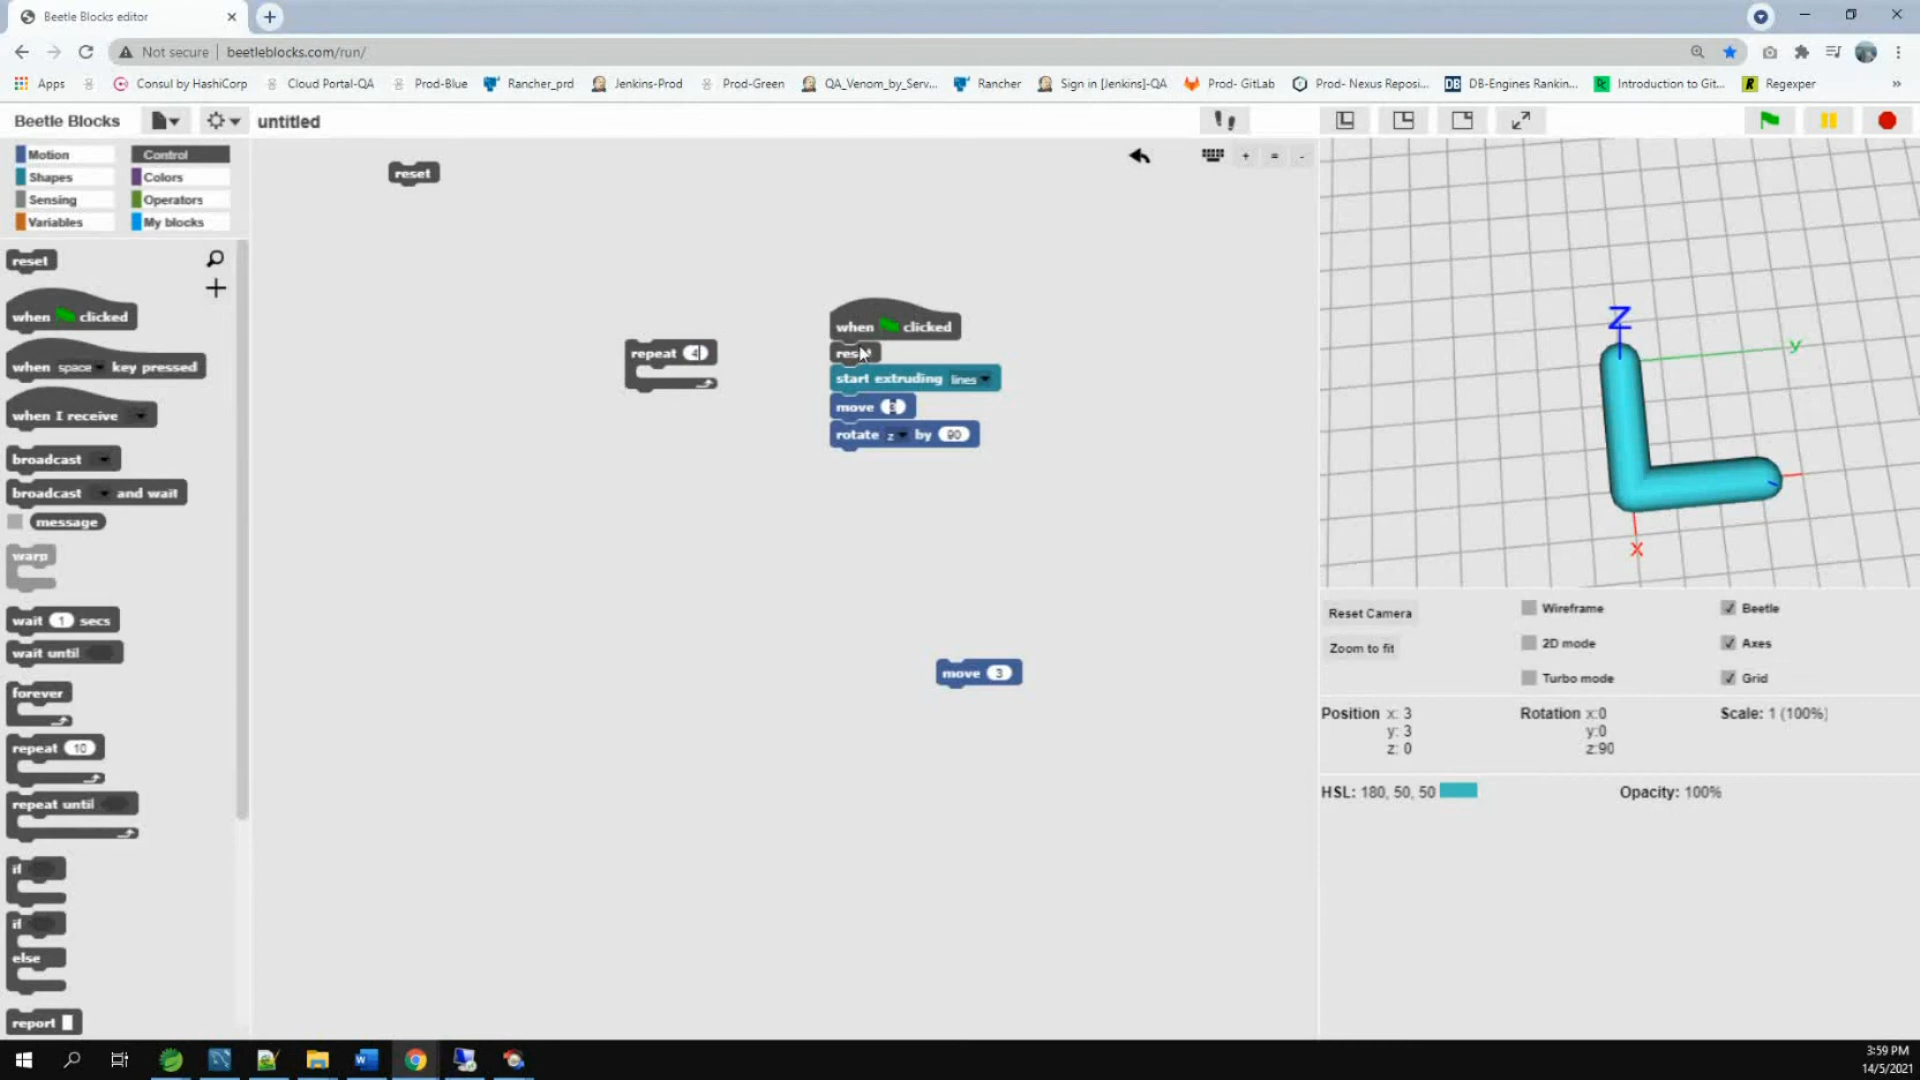 Beetle Blocks editor
Not secure beetleblocks.com/run/
Apps Consul by HashiCorp Cloud Portal-QA Prod-Blue Rancher_prd Jenkins-Prod Prod-Green QA_Venom_by_Serv... Rancher Sign in [Jenkins]-QA Prod- GitLab Prod- Nexus Reposi... DB-Engines Rankin... Introduction to Git... Regexper
Beetle Blocks untitled
Motion Control
Shapes Colors
Sensing Operators
Variables My blocks
reset
when clicked
when space key pressed
when I receive
broadcast
broadcast and wait
message
warp
wait 1 secs
wait until
forever
repeat 10
repeat until
if
if
else
report
reset
repeat 4
when clicked
reset
start extruding lines
move 3
rotate z by 90
move 3
+ = -
Z
y
x
Reset Camera Wireframe Beetle
Zoom to fit 2D mode Axes
Turbo mode Grid
Position x: 3 Rotation x:0 Scale: 1 (100%)
y: 3 y:0
z: 0 z:90
HSL: 180, 50, 50 Opacity: 100%
3:59 PM
14/5/2021